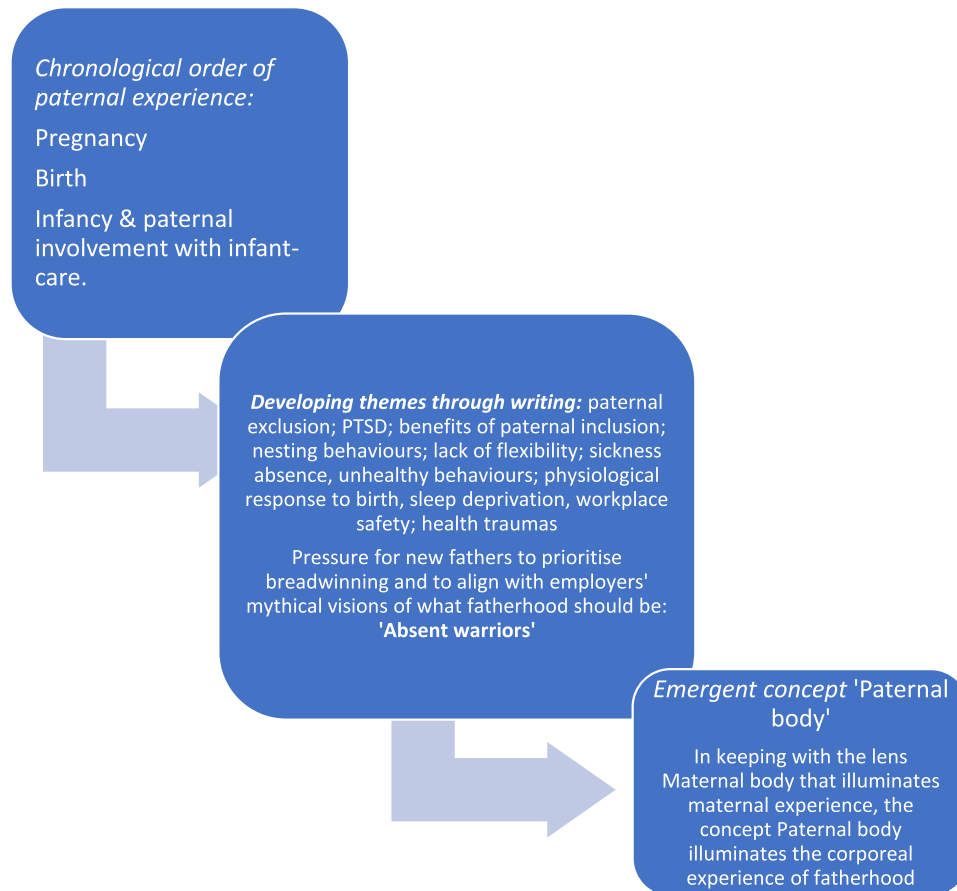 Chronological order of
paternal experience:
Pregnancy
Birth
Infancy & paternal
involvement with infant-
care.
Developing themes through writing: paternal
exclusion; PTSD; benefits of paternal inclusion;
nesting behaviours; lack of flexibility; sickness
absence, unhealthy behaviours; physiological
response to birth, sleep deprivation, workplace
safety; health traumas
Pressure for new fathers to prioritise
breadwinning and to align with employers'
mythical visions of what fatherhood should be:
'Absent warriors'
Emergent concept 'Paternal
body'
In keeping with the lens
Maternal body that illuminates
maternal experience, the
concept Paternal body
illuminates the corporeal
experience of fatherhood